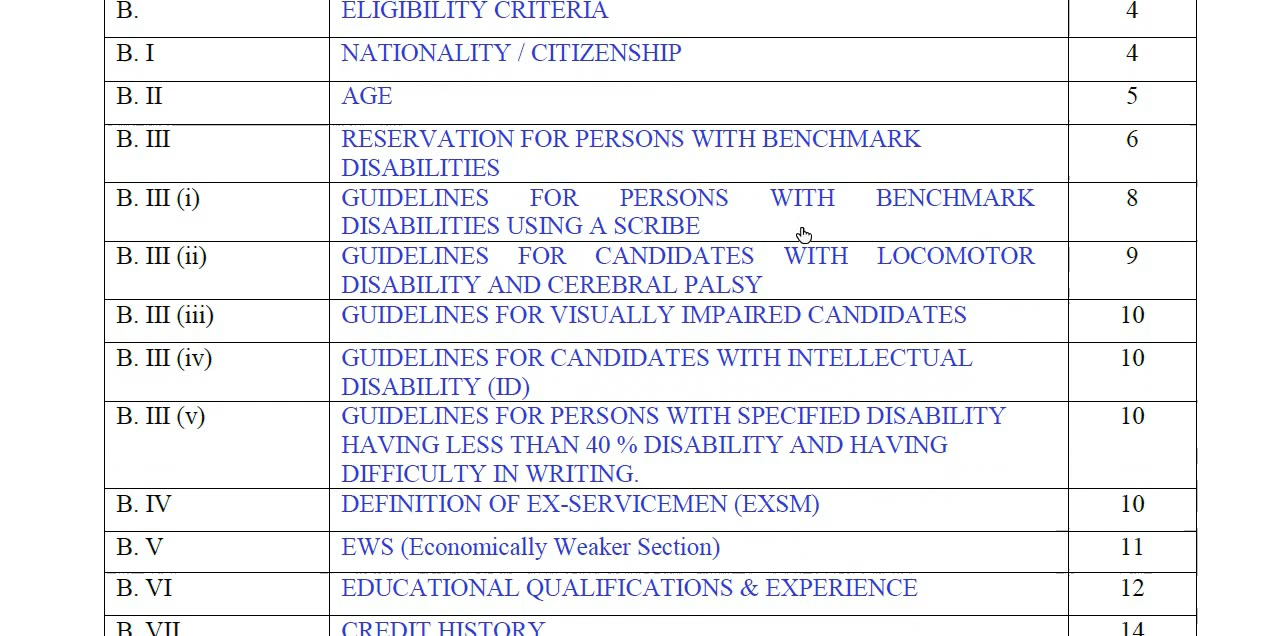 B. ELIGIBILITY CRITERIA 4
B. I NATIONALITY / CITIZENSHIP 4
B. II AGE 5
B. III RESERVATION FOR PERSONS WITH BENCHMARK 6
DISABILITIES
B. III (i) GUIDELINES FOR PERSONS WITH BENCHMARK 8
DISABILITIES USING A SCRIBE
B. III (ii) GUIDELINES FOR CANDIDATES WITH LOCOMOTOR 9
DISABILITY AND CEREBRAL PALSY
B. III (iii) GUIDELINES FOR VISUALLY IMPAIRED CANDIDATES 10
B. III (iv) GUIDELINES FOR CANDIDATES WITH INTELLECTUAL 10
DISABILITY (ID)
B. III (v) GUIDELINES FOR PERSONS WITH SPECIFIED DISABILITY 10
HAVING LESS THAN 40 % DISABILITY AND HAVING
DIFFICULTY IN WRITING.
B. IV DEFINITION OF EX-SERVICEMEN (EXSM) 10
B. V EWS (Economically Weaker Section) 11
B. VI EDUCATIONAL QUALIFICATIONS & EXPERIENCE 12
B. VII CREDIT HISTORY 14